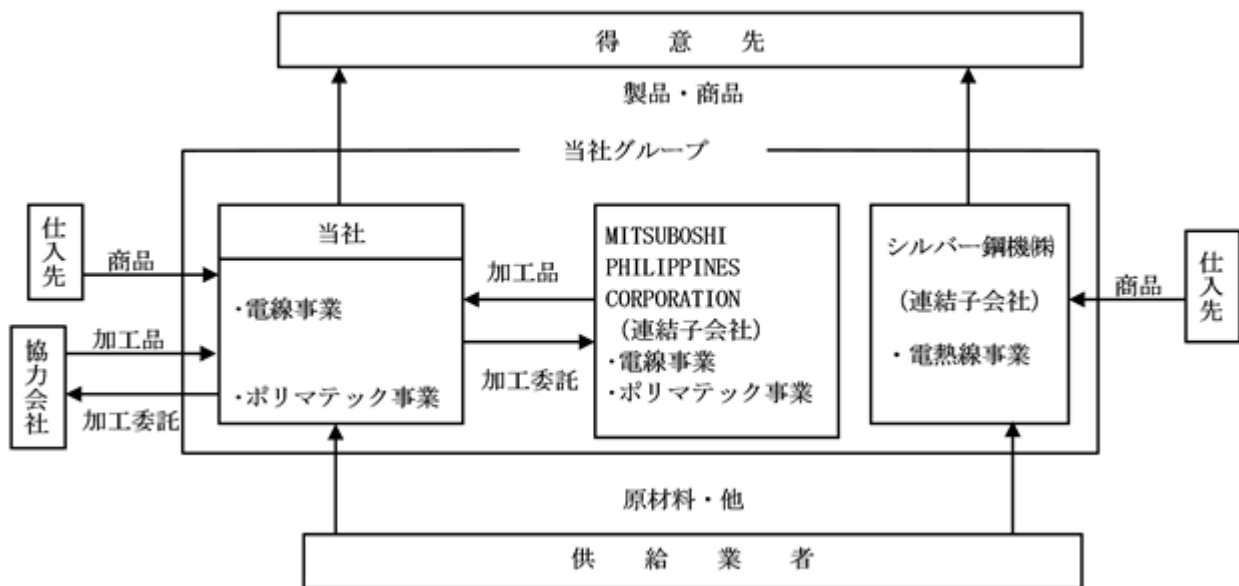 得意先
製品・商品
当社グループ
仕入先
商品
協力会社
加工品
加工委託
当社
・電線事業
・ポリマテック事業
加工品
加工委託
MITSUBOSHI
PHILIPPINES
CORPORATION
(連結子会社)
・電線事業
・ポリマテック事業
シルバー鋼機㈱
(連結子会社)
・電熱線事業
商品
仕入先
原材料・他
供給業者